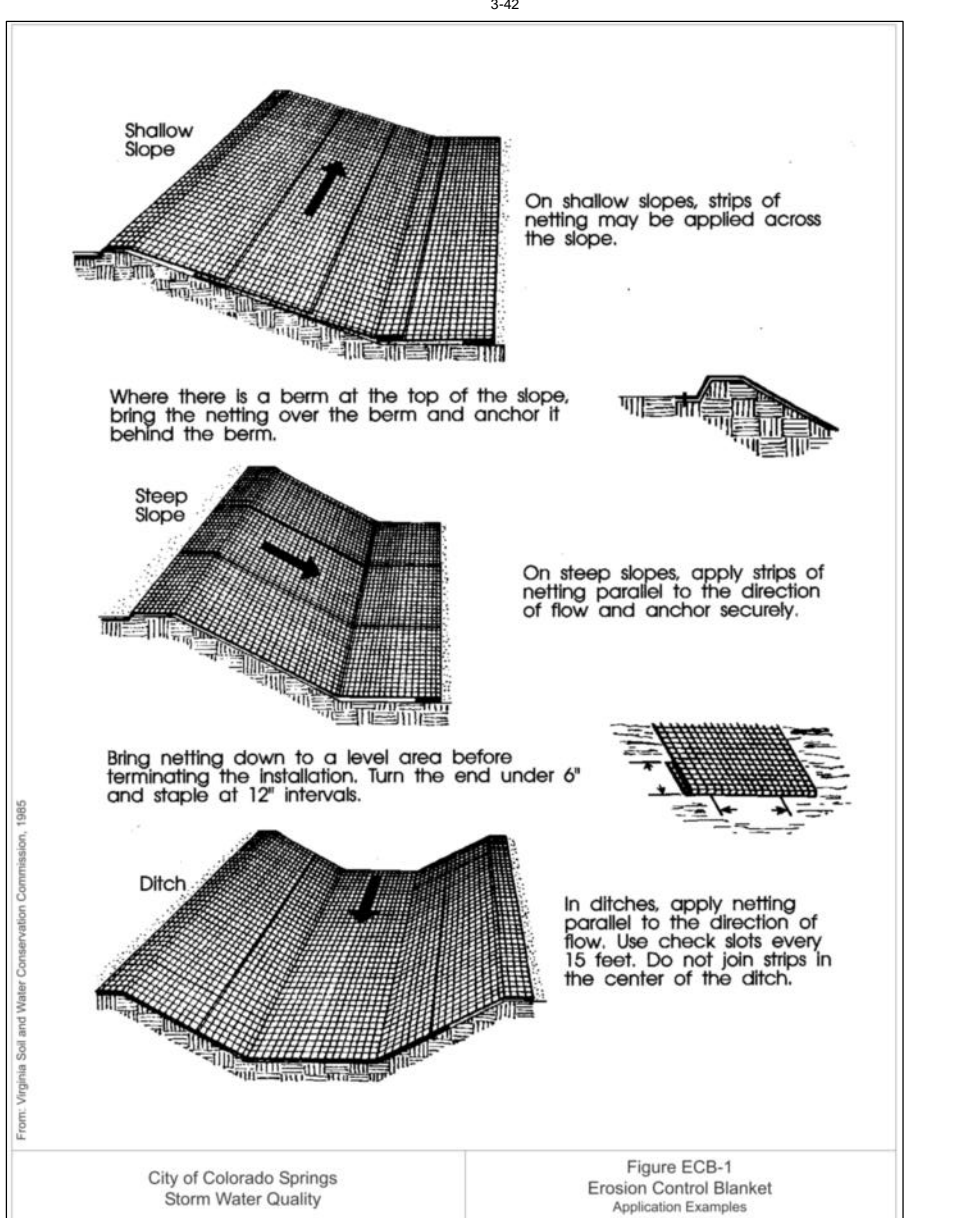 3-42
Shallow
Slope
On shallow slopes, strips of
netting may be applied across
the slope.
Where there is a berm at the top of the slope,
bring the netting over the berm and anchor it
behind the berm.
Steep
Slope
On steep slopes, apply strips of
netting parallel to the direction
of flow and anchor securely.
Bring netting down to a level area before
terminating the installation. Turn the end under 6"
and staple at 12" intervals.
Ditch
In ditches, apply netting
parallel to the direction of
flow. Use check slots every
15 feet. Do not join strips in
the center of the ditch.
From: Virginia Soil and Water Conservation Commission, 1985
City of Colorado Springs
Storm Water Quality
Figure ECB-1
Erosion Control Blanket
Application Examples